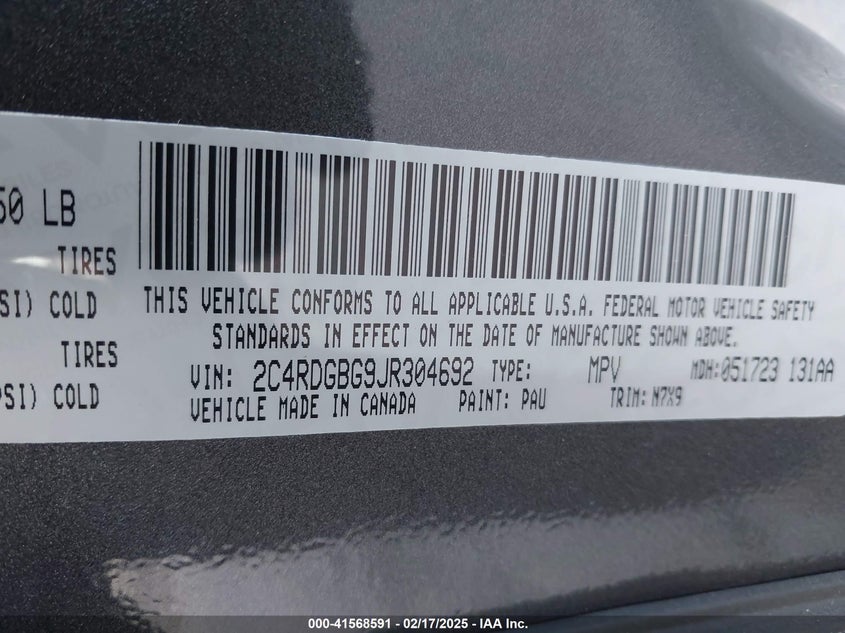 50 LB
TIRES
SI) COLD
THIS VEHICLE CONFORMS TO ALL APPLICABLE U.S.A. FEDERAL MOTOR VEHICLE SAFETY
STANDARDS IN EFFECT ON THE DATE OF MANUFACTURE SHOWN ABOVE.
TIRES
VIN: 2C4RDGBG9JR304692 TYPE: MPV MDH:051723 131AA
PSI) COLD
VEHICLE MADE IN CANADA PAINT: PAU TRIM: N7X9
000-41568591 - 02/17/2025 - IAA Inc.